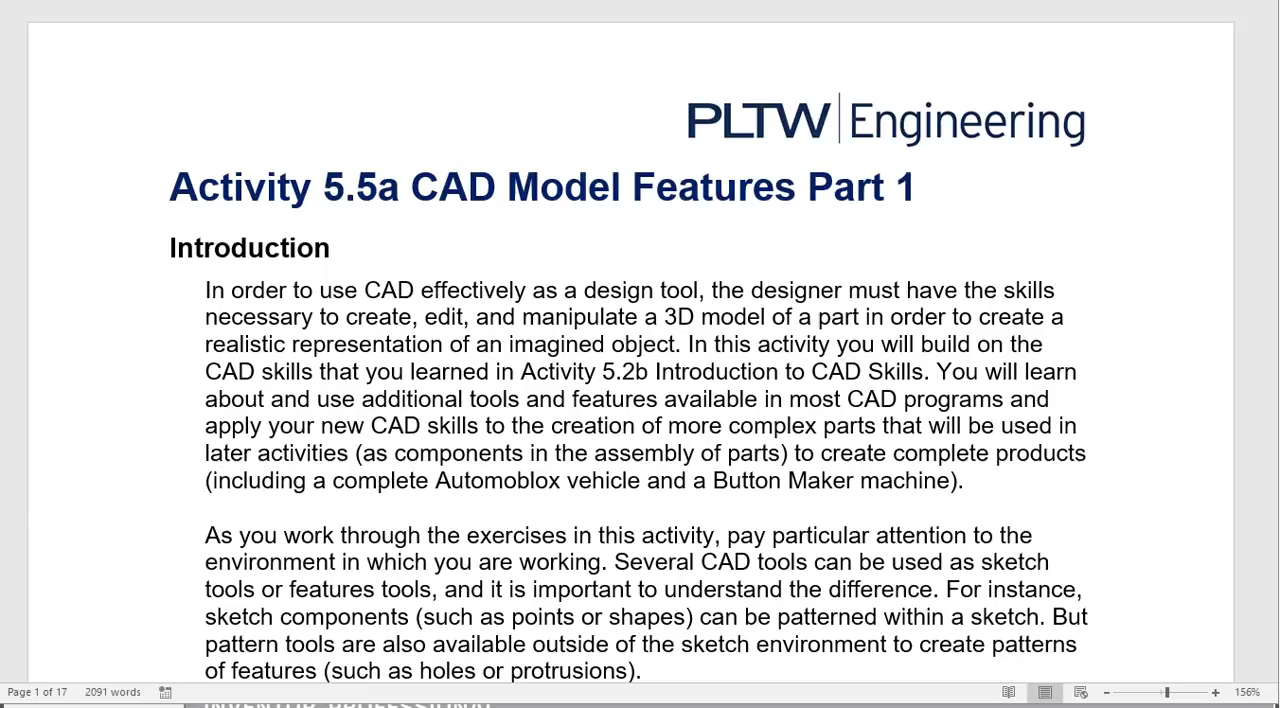 PLTW Engineering
Activity 5.5a CAD Model Features Part 1
Introduction
In order to use CAD effectively as a design tool, the designer must have the skills
necessary to create, edit, and manipulate a 3D model of a part in order to create a
realistic representation of an imagined object. In this activity you will build on the
CAD skills that you learned in Activity 5.2b Introduction to CAD Skills. You will learn
about and use additional tools and features available in most CAD programs and
apply your new CAD skills to the creation of more complex parts that will be used in
later activities (as components in the assembly of parts) to create complete products
(including a complete Automoblox vehicle and a Button Maker machine).
As you work through the exercises in this activity, pay particular attention to the
environment in which you are working. Several CAD tools can be used as sketch
tools or features tools, and it is important to understand the difference. For instance,
sketch components (such as points or shapes) can be patterned within a sketch. But
pattern tools are also available outside of the sketch environment to create patterns
of features (such as holes or protrusions).
Page 1 of 17 2091 words 156%
INVENTOR PROFESSIONAL